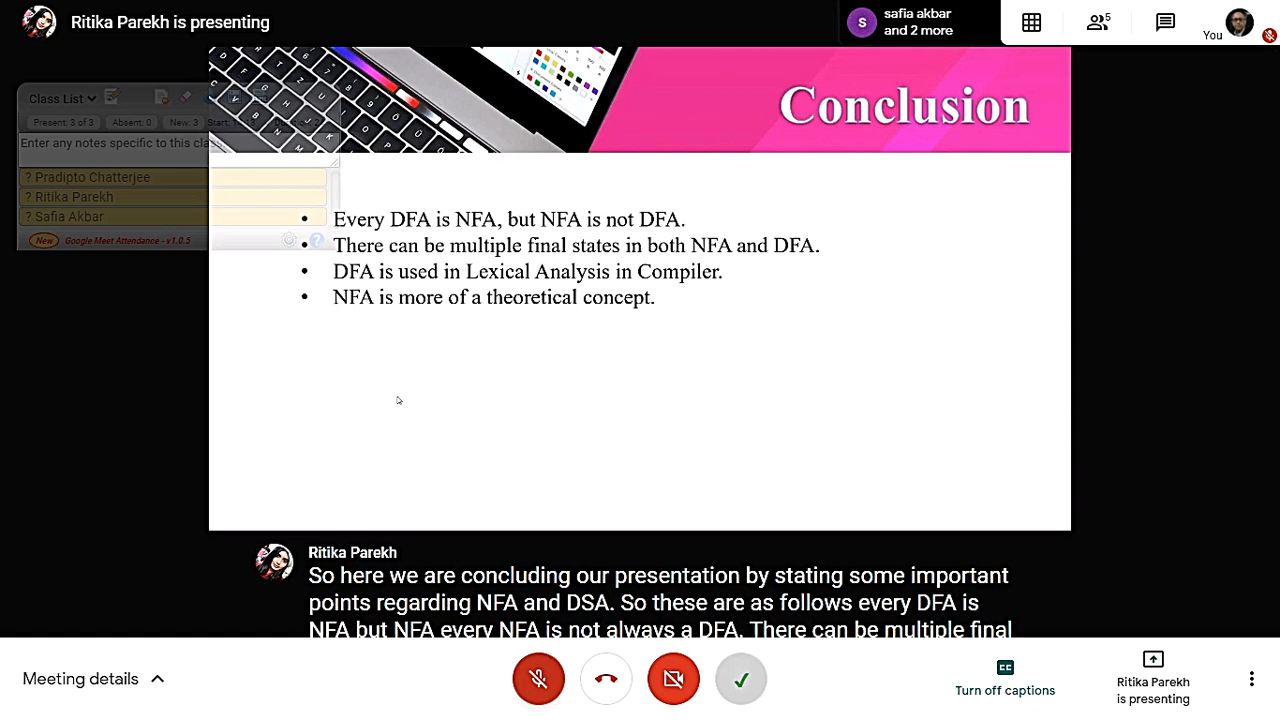 Ritika Parekh is presenting
safia akbar
and 2 more
5
You
S
Class List
Present: 3 of 3 Absent: 0 New: 3
Enter any notes specific to this
? Pradipto Chatterjee
? Ritika Parekh
? Safia Akbar
New Google Meet Attendance - v1.0.5
Conclusion
• Every DFA is NFA, but NFA is not DFA.
• There can be multiple final states in both NFA and DFA.
• DFA is used in Lexical Analysis in Compiler.
• NFA is more of a theoretical concept.
Ritika Parekh
So here we are concluding our presentation by stating some important
points regarding NFA and DSA. So these are as follows every DFA is
NFA but NFA every NFA is not always a DFA. There can be multiple final
Meeting details
CC
Turn off captions
Ritika Parekh
is presenting